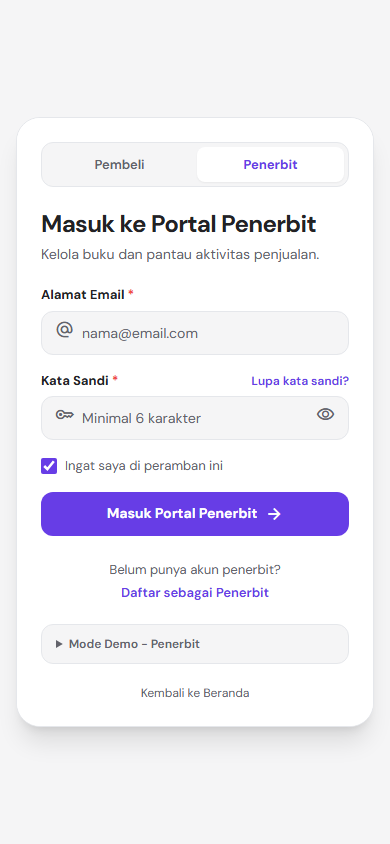 Pembeli
Penerbit
Masuk ke Portal Penerbit
Kelola buku dan pantau aktivitas penjualan.
Alamat Email *
nama@email.com
Kata Sandi *
Lupa kata sandi?
Minimal 6 karakter
Ingat saya di peramban ini
Masuk Portal Penerbit →
Belum punya akun penerbit?
Daftar sebagai Penerbit
Mode Demo - Penerbit
Kembali ke Beranda